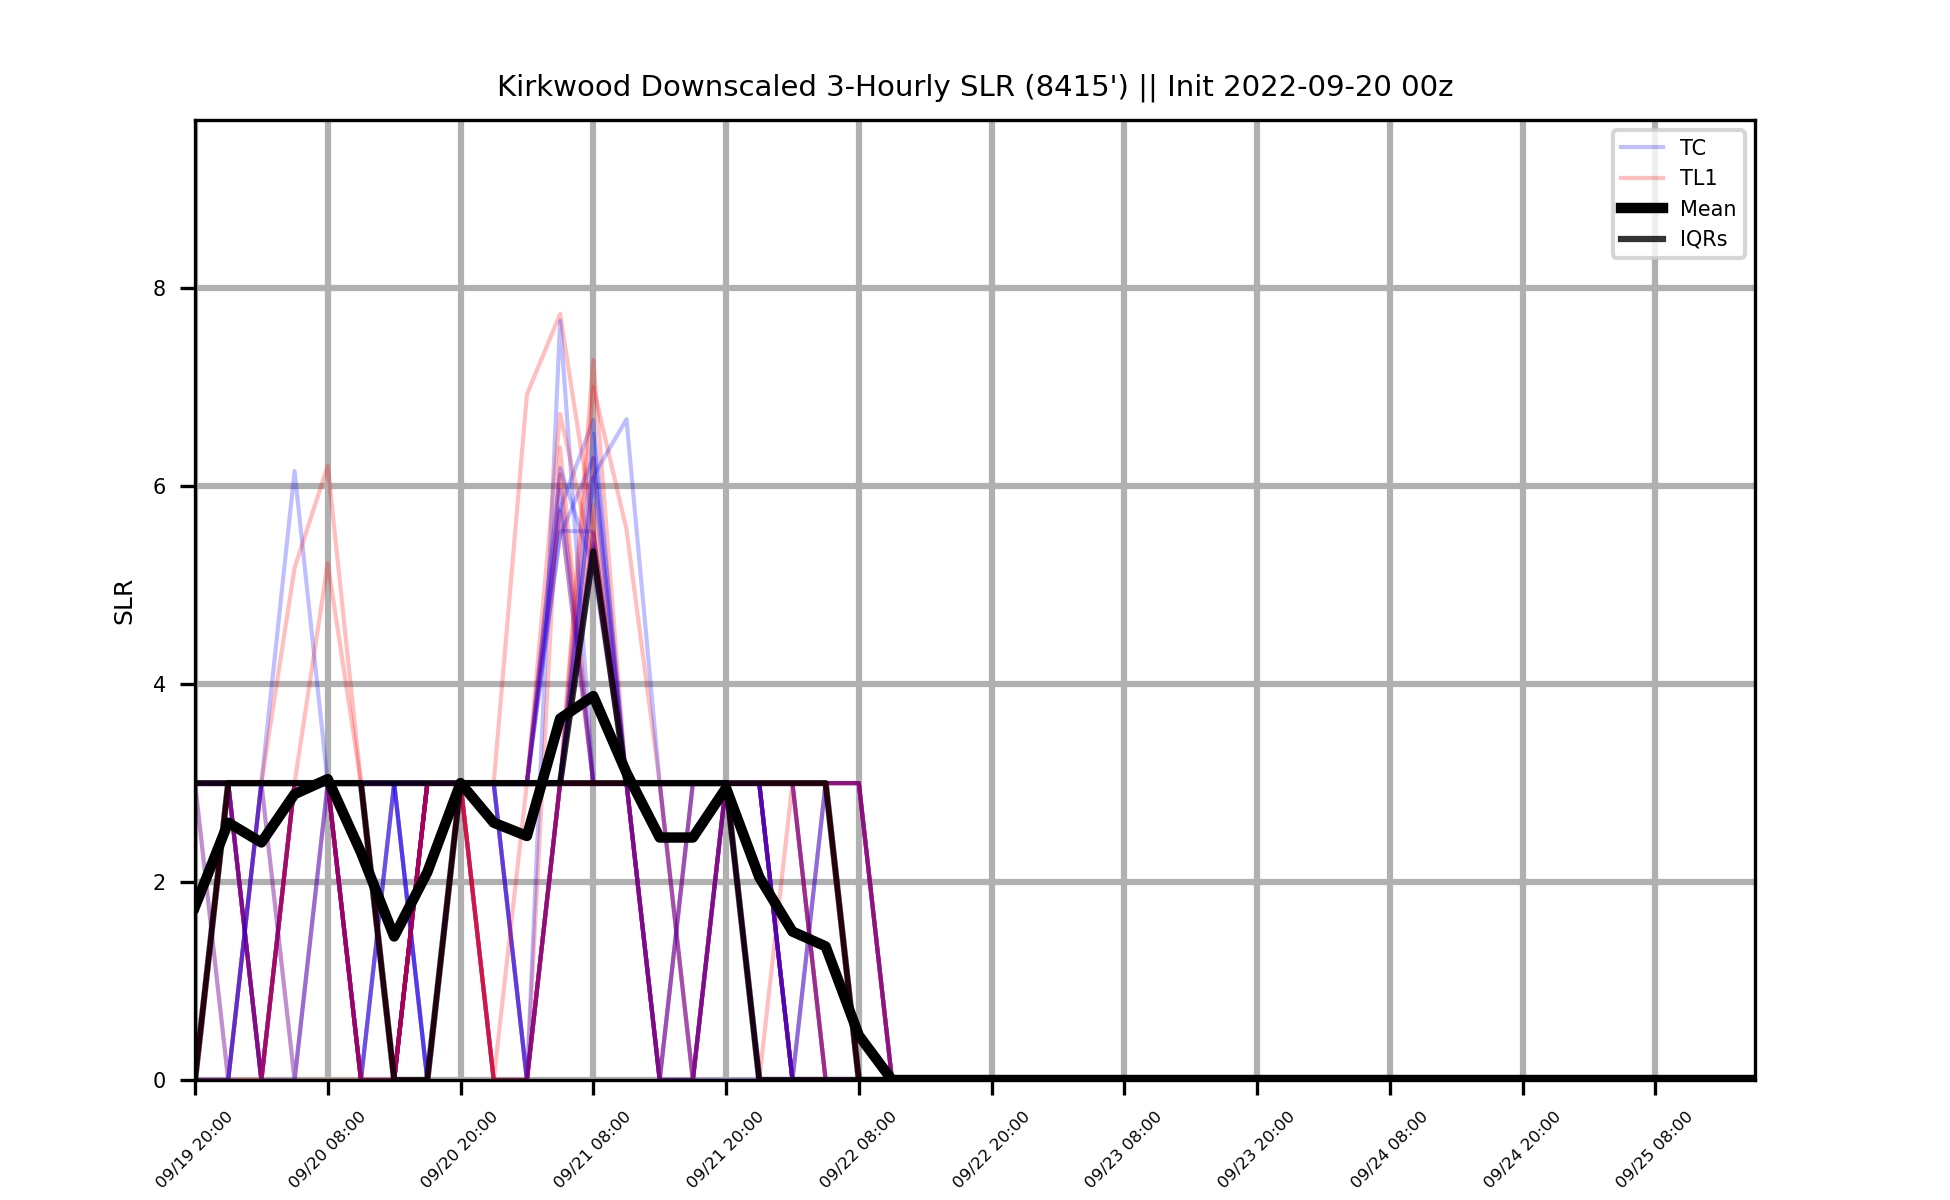 Kirkwood Downscaled 3-Hourly SLR (8415') || Init 2022-09-20 00z
TC
TL1
Mean
IQRs
SLR
8
6
4
2
0
09/19 20:00
09/20 08:00
09/20 20:00
09/21 08:00
09/21 20:00
09/22 08:00
09/22 20:00
09/23 08:00
09/23 20:00
09/24 08:00
09/24 20:00
09/25 08:00